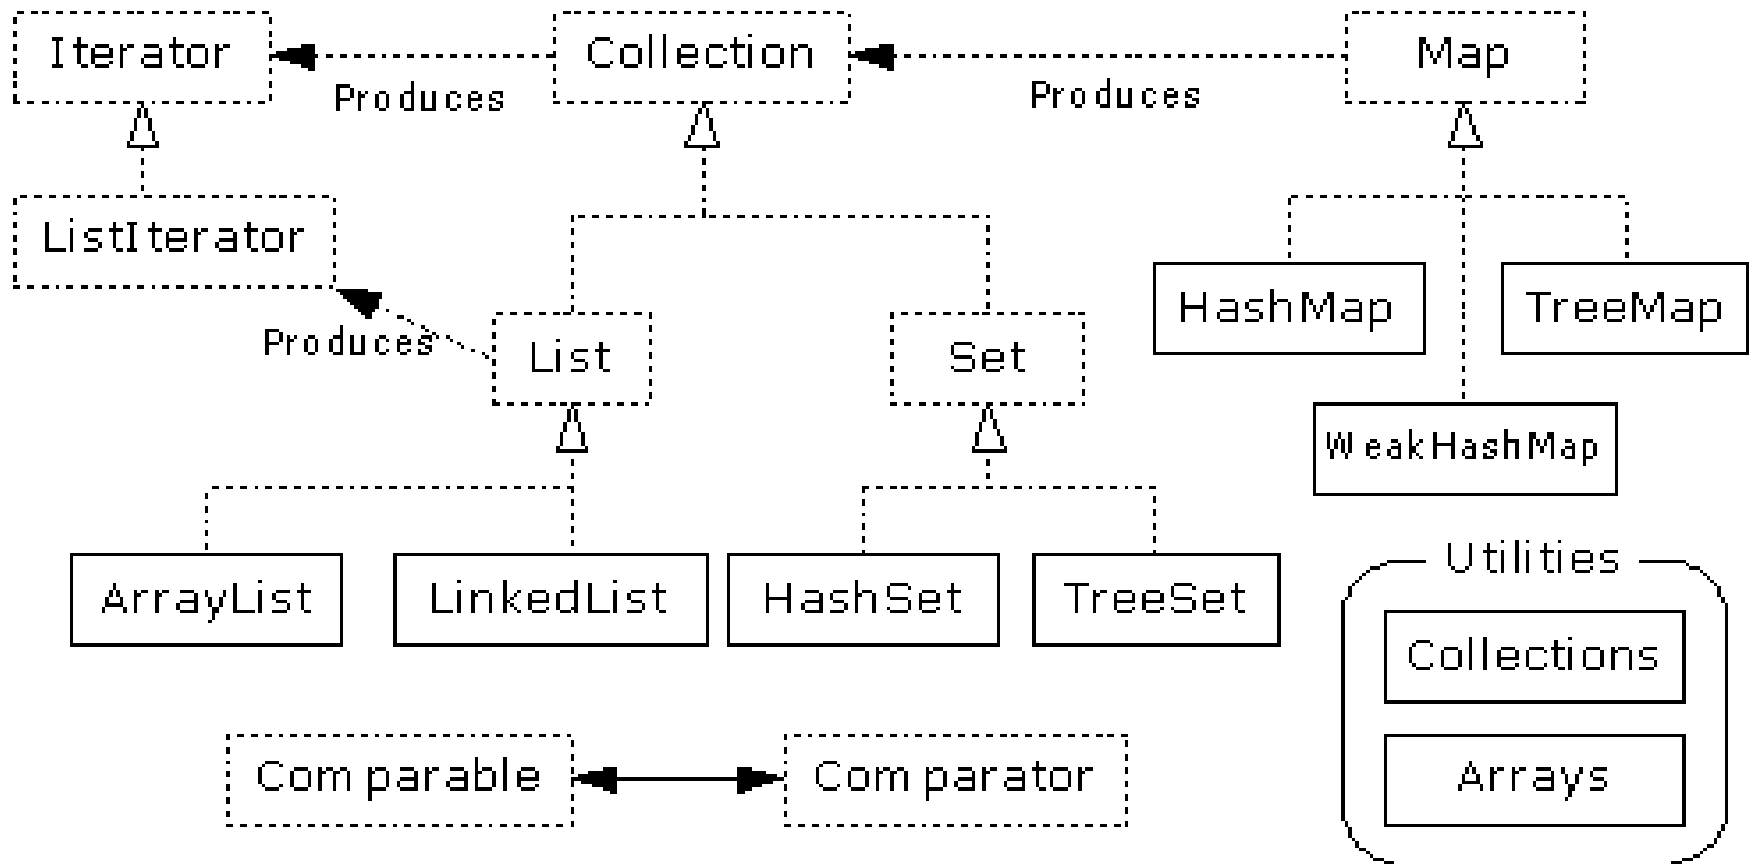 Iterator
Collection
Map
Produces
Produces
ListIterator
HashMap
TreeMap
Produces
List
Set
WeakHashMap
Utilities
ArrayList
LinkedList
HashSet
TreeSet
Collections
Comparable
Comparator
Arrays